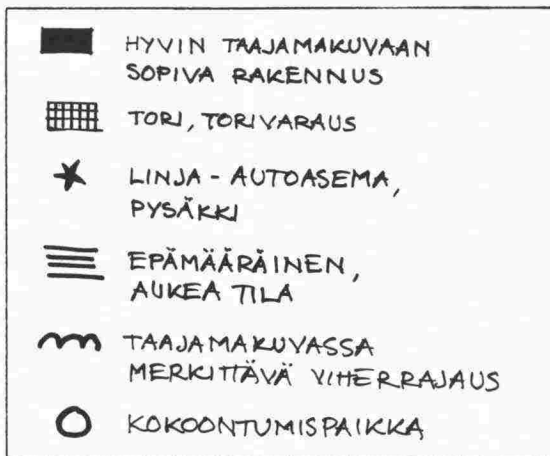 HYVIN TAAJAMAKUVAAN
SOPIVA RAKENNUS
TORI, TORIVARAUS
LINJA-AUTOASEMA,
PYSÄKKI
EPÄMÄÄRÄINEN,
AUKEA TILA
TAAJAMAKUVASSA
MERKITTÄVÄ VIHERRAJAUS
KOKOONTUMISPAIKKA